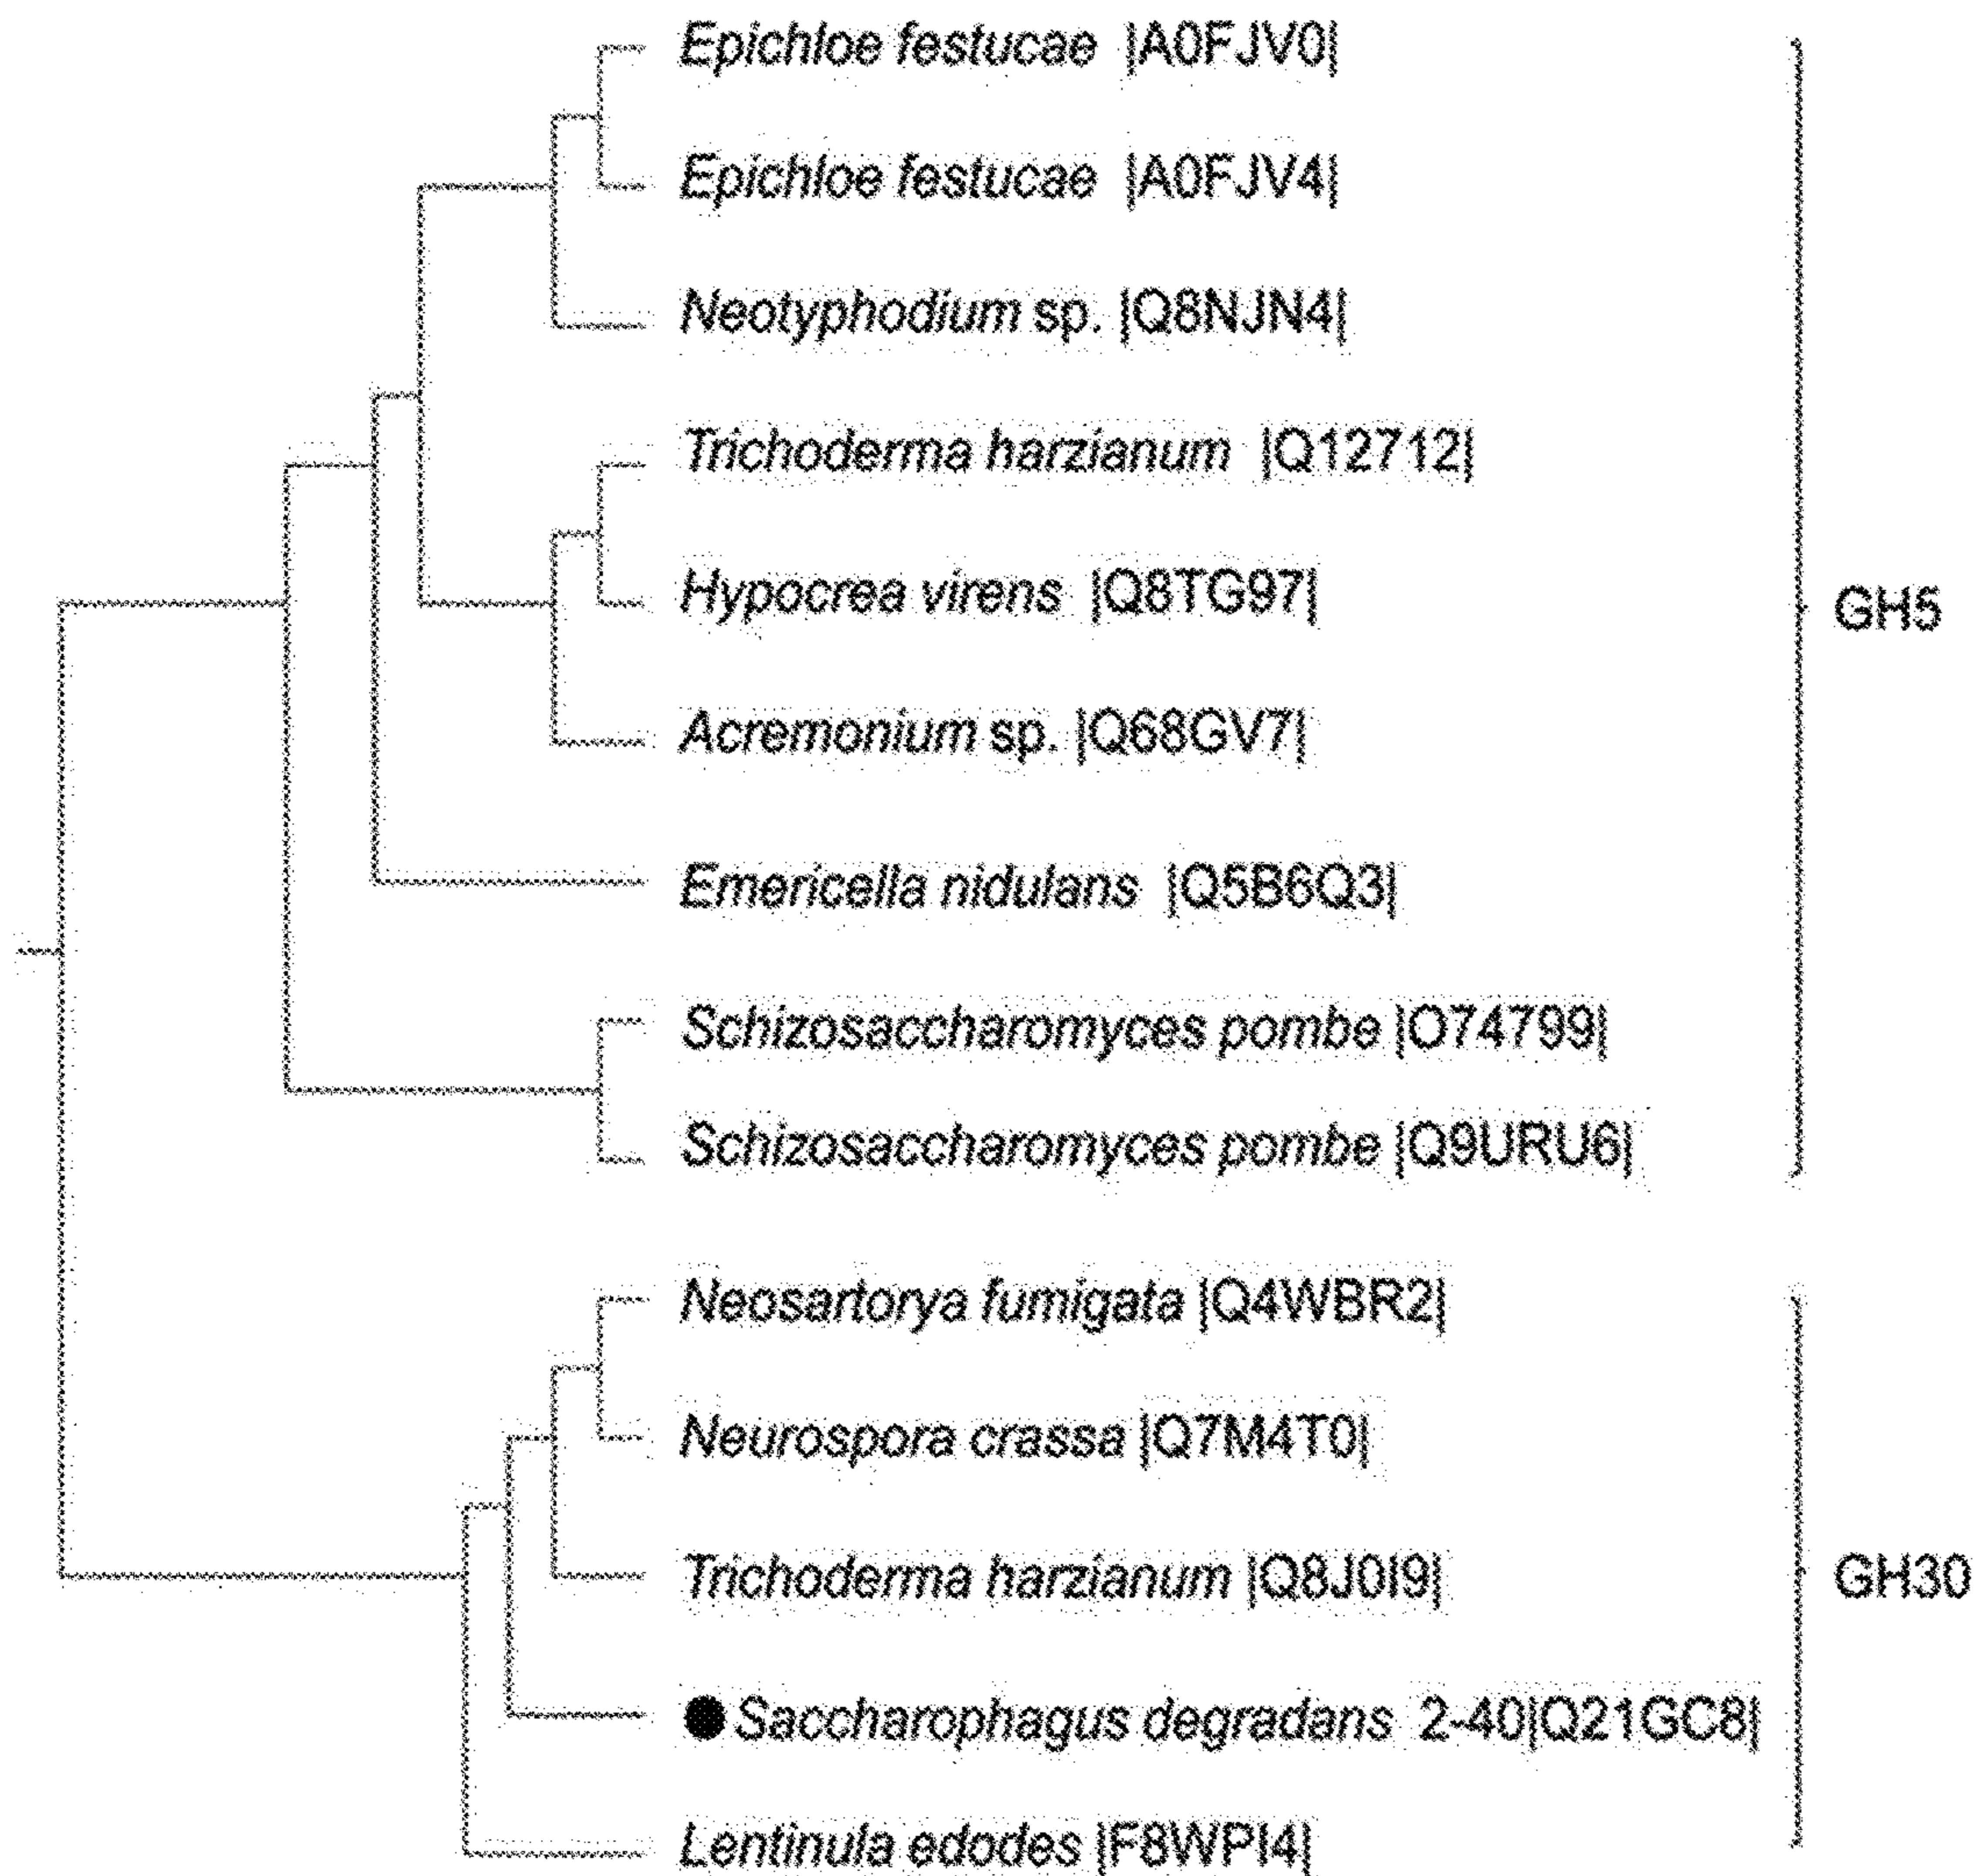 Epichloe festucae |A0FJV0|
Epichloe festucae |A0FJV4|
Neotyphodium sp. |Q8NJN4|
Trichoderma harzianum |Q12712|
Hypocrea virens |Q8TG97|
GH5
Acremonium sp. |Q68GV7|
Emericella nidulans |Q5B6Q3|
Schizosaccharomyces pombe |O74799|
Schizosaccharomyces pombe |Q9URU6|
Neosartorya fumigata |Q4WBR2|
Neurospora crassa |Q7M4T0|
Trichoderma harzianum |Q8J0I9|
GH30
Saccharophagus degradans 2-40|Q21GC8|
Lentinula edodes |F8WPI4|